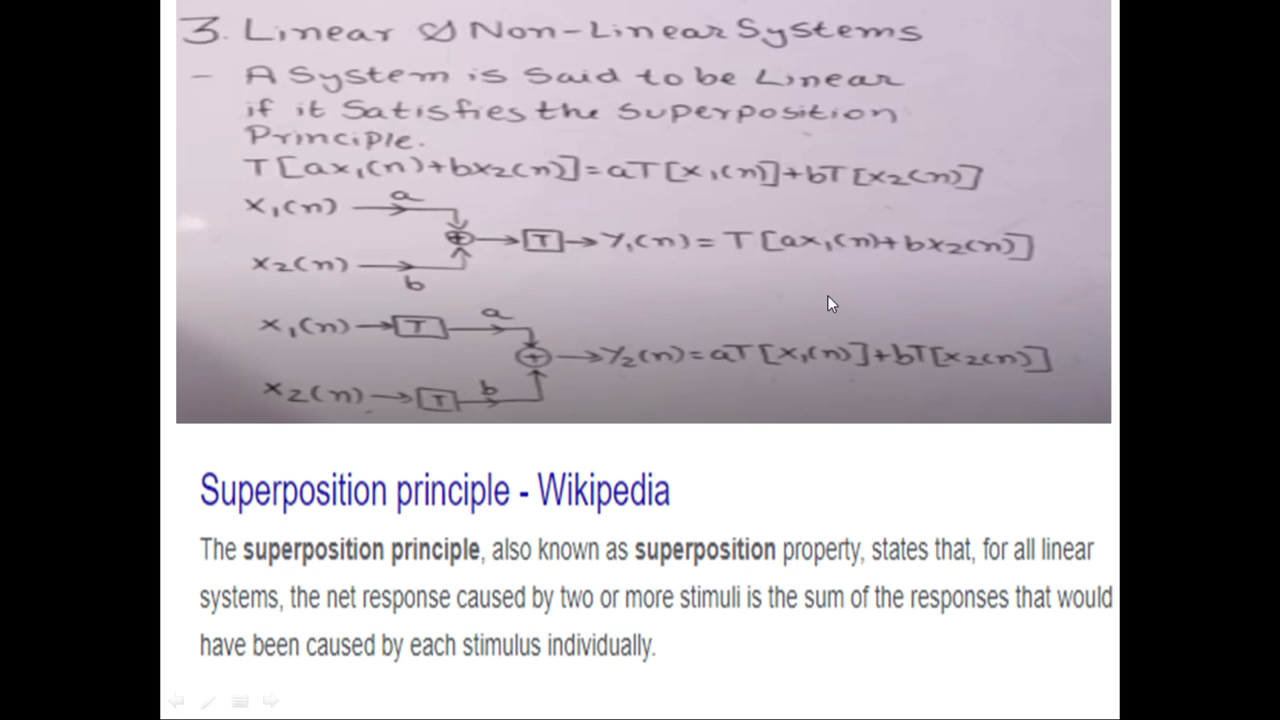 3. Linear & Non-Linear Systems
- A System is Said to be Linear
if it Satisfies the Superposition
Principle.
T[ax₁(n)+bx₂(n)]=aT[x₁(n)]+bT[x₂(n)]
x₁(n) a
⊕ T y₁(n)=T[ax₁(n)+bx₂(n)]
x₂(n) b
x₁(n) T a
⊕ y₂(n)=aT[x₁(n)]+bT[x₂(n)]
x₂(n) T b
Superposition principle - Wikipedia
The superposition principle, also known as superposition property, states that, for all linear
systems, the net response caused by two or more stimuli is the sum of the responses that would
have been caused by each stimulus individually.